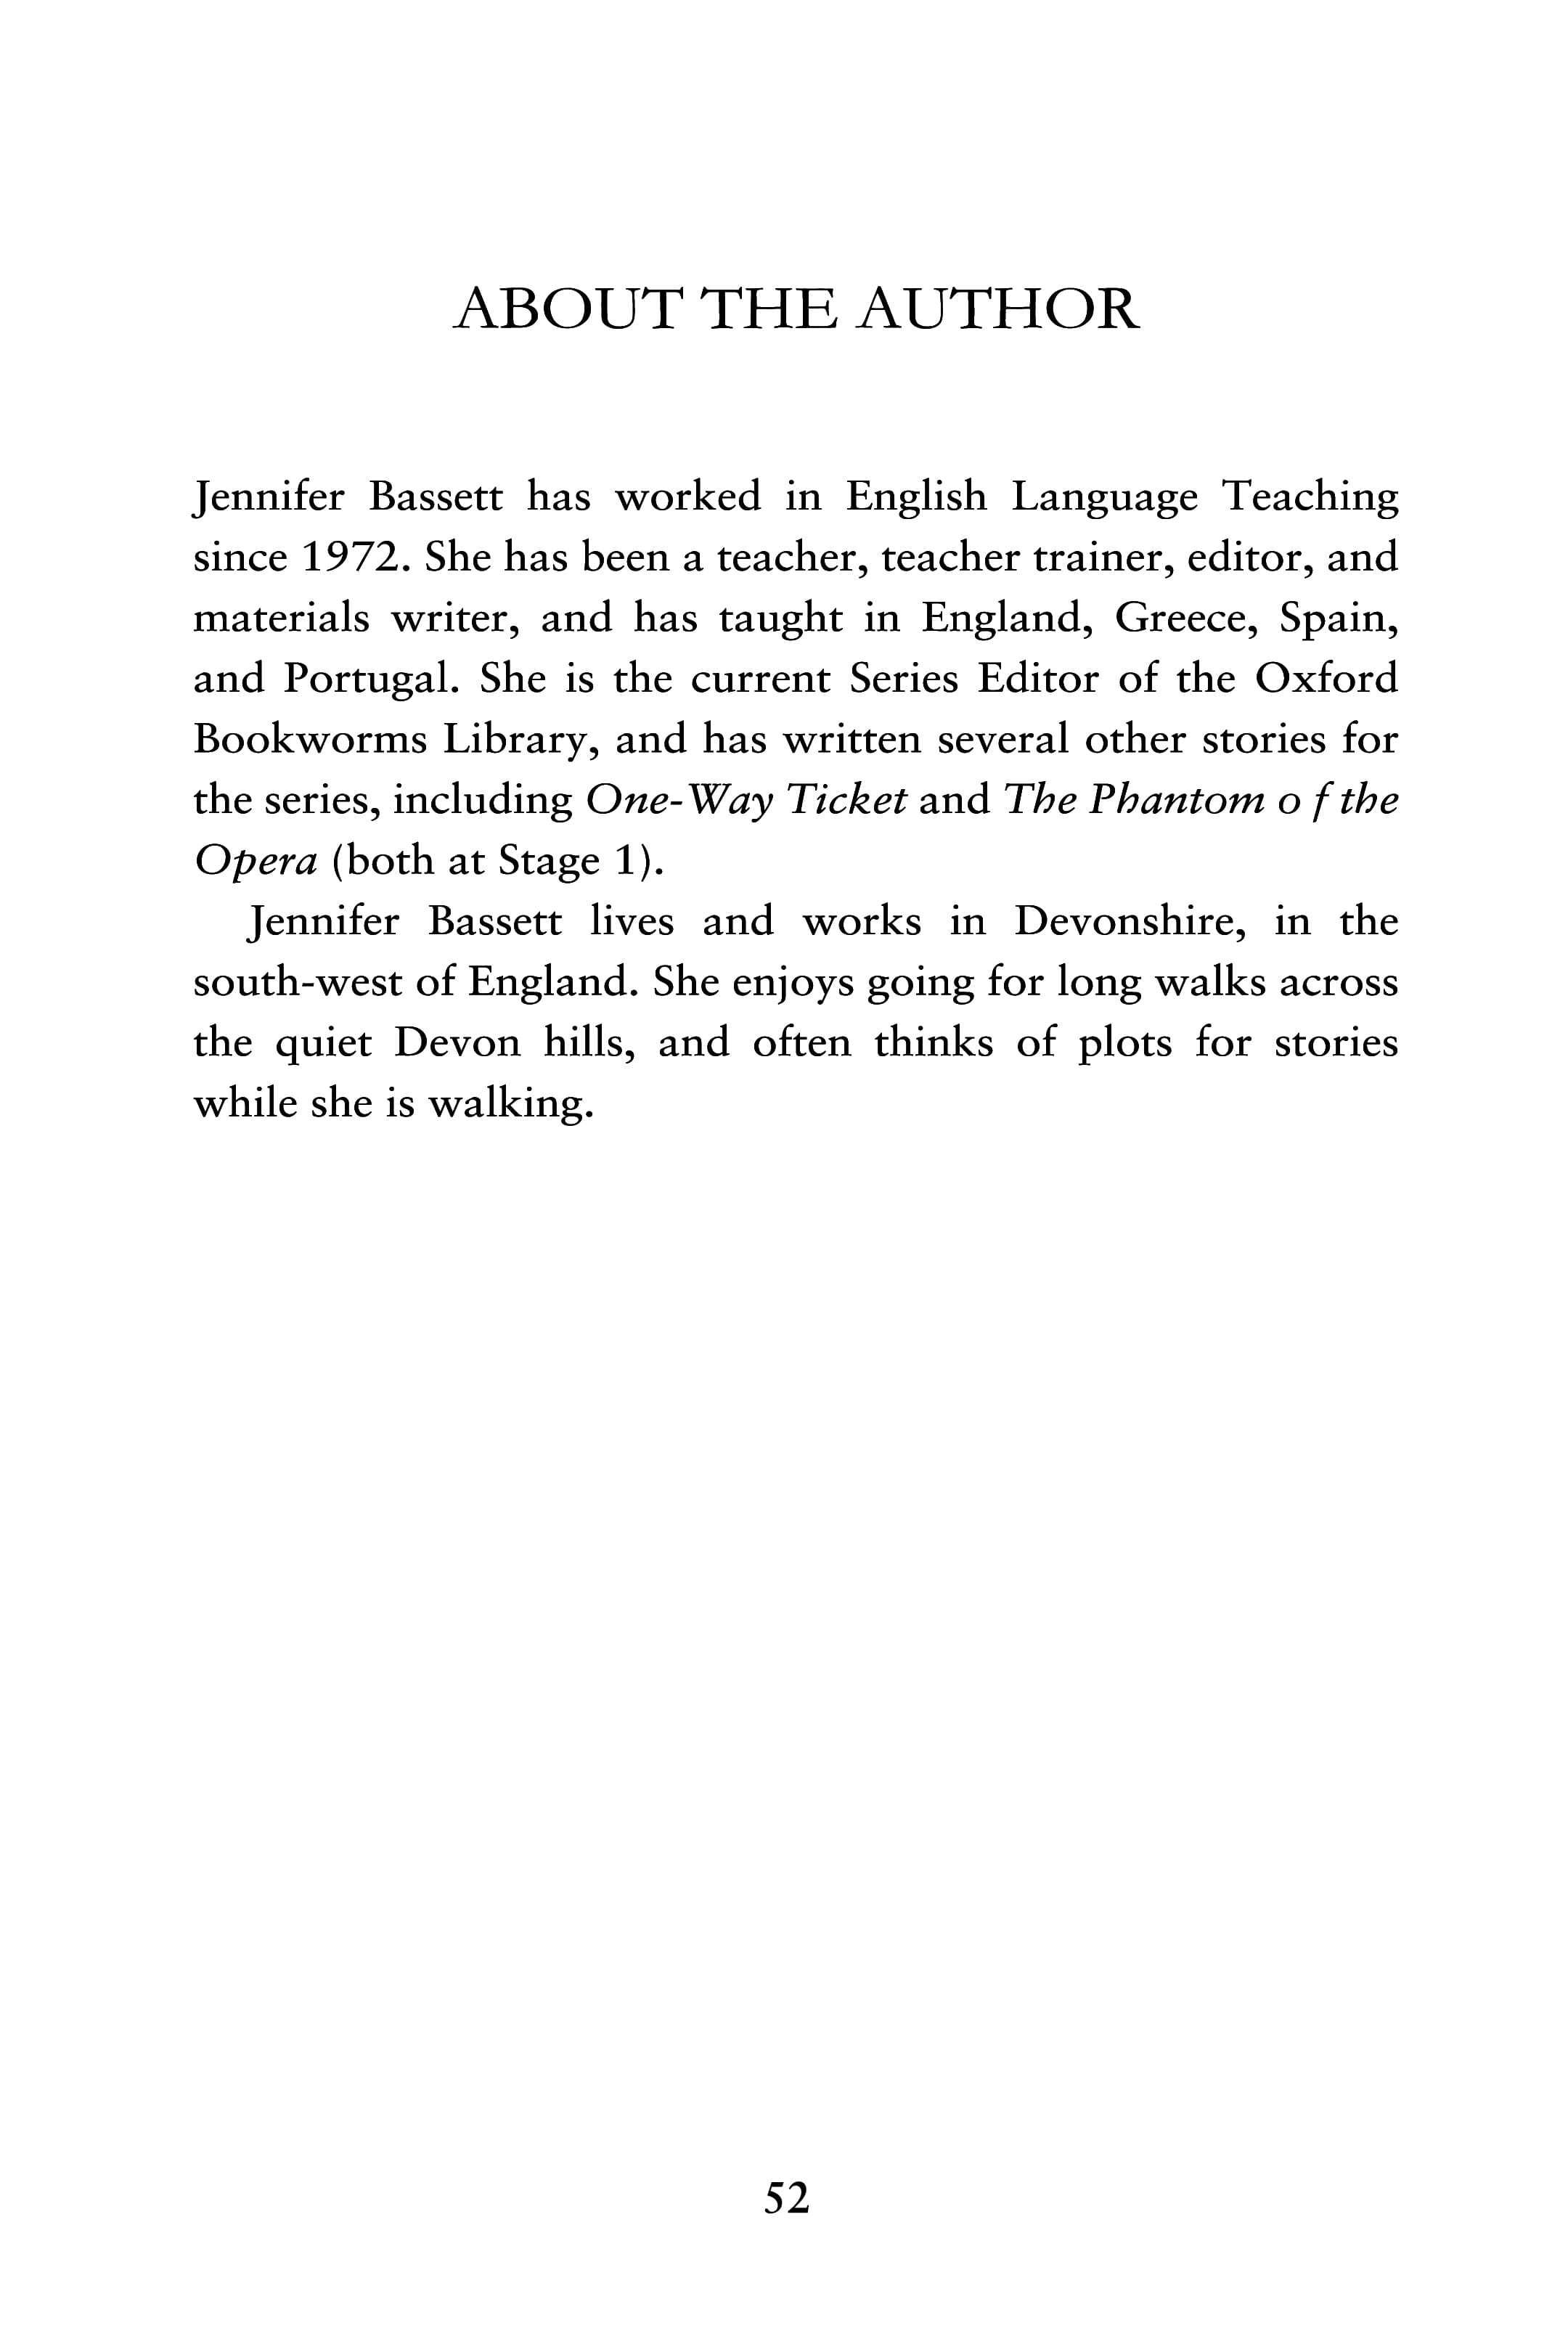 ABOUT THE AUTHOR
Jennifer Bassett has worked in English Language Teaching
since 1972. She has been a teacher, teacher trainer, editor, and
materials writer, and has taught in England, Greece, Spain,
and Portugal. She is the current Series Editor of the Oxford
Bookworms Library, and has written several other stories for
the series, including One-Way Ticket and The Phantom o f the
Opera (both at Stage 1).
Jennifer Bassett lives and works in Devonshire, in the
south-west of England. She enjoys going for long walks across
the quiet Devon hills, and often thinks of plots for stories
while she is walking.
52